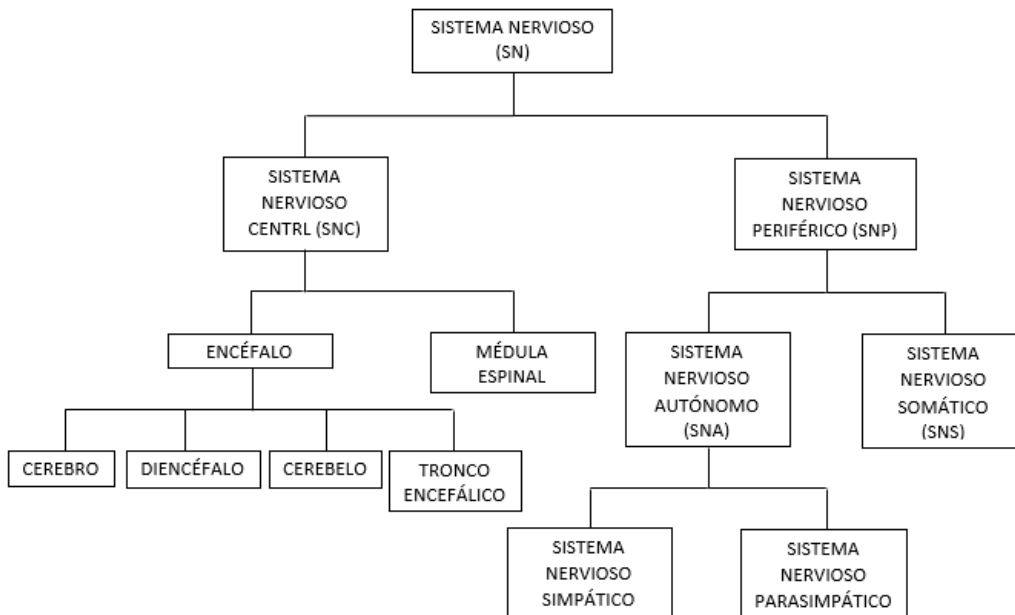 SISTEMA NERVIOSO
(SN)
SISTEMA
NERVIOSO
CENTRL (SNC)
SISTEMA
NERVIOSO
PERIFÉRICO (SNP)
ENCÉFALO
MÉDULA
ESPINAL
SISTEMA
NERVIOSO
AUTÓNOMO
(SNA)
SISTEMA
NERVIOSO
SOMÁTICO
(SNS)
CEREBRO
DIENCÉFALO
CEREBELO
TRONCO
ENCEFÁLICO
SISTEMA
NERVIOSO
SIMPÁTICO
SISTEMA
NERVIOSO
PARASIMPÁTICO